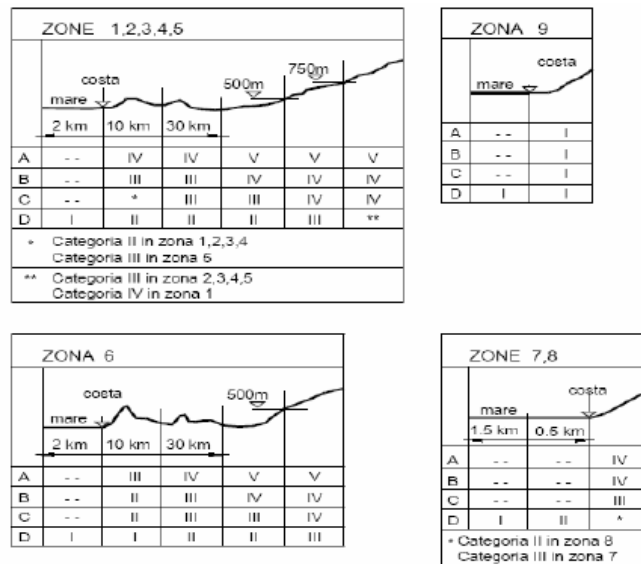 ZONE 1,2,3,4,5
costa
mare
500m
750m
2 km 10 km 30 km
A -- IV IV V V V
B -- III III IV IV IV
C -- * III III IV IV
D I II II II III **
* Categoria II in zona 1,2,3,4
Categoria III in zona 5
** Categoria III in zona 2,3,4,5
Categoria IV in zona 1
ZONA 9
costa
mare
A -- I
B -- I
C -- I
D I I
ZONA 6
costa
mare
500m
2 km 10 km 30 km
A -- III IV V V
B -- II III IV IV
C -- II III III IV
D I I II II III
ZONE 7,8
costa
mare
1.5 km 0.5 km
A -- -- IV
B -- -- IV
C -- -- III
D I II *
* Categoria II in zona 8
Categoria III in zona 7